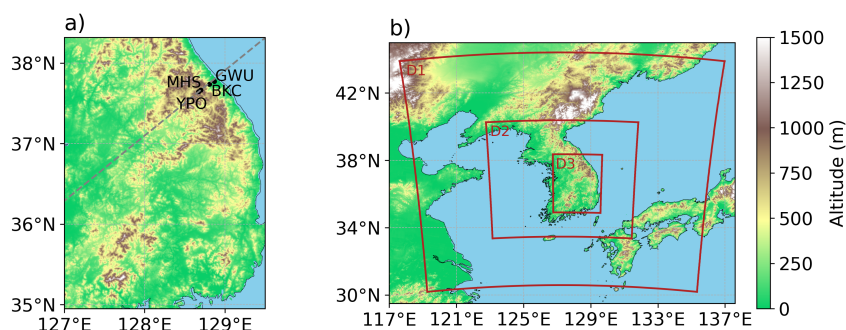 a)
38°N
37°N
36°N
35°N
127°E
128°E
129°E
MHS
GWU
BKC
YPO
b)
42°N
38°N
34°N
30°N
117°E
121°E
125°E
129°E
133°E
137°E
D1
D2
D3
1500
1250
1000
750
500
250
0
Altitude (m)